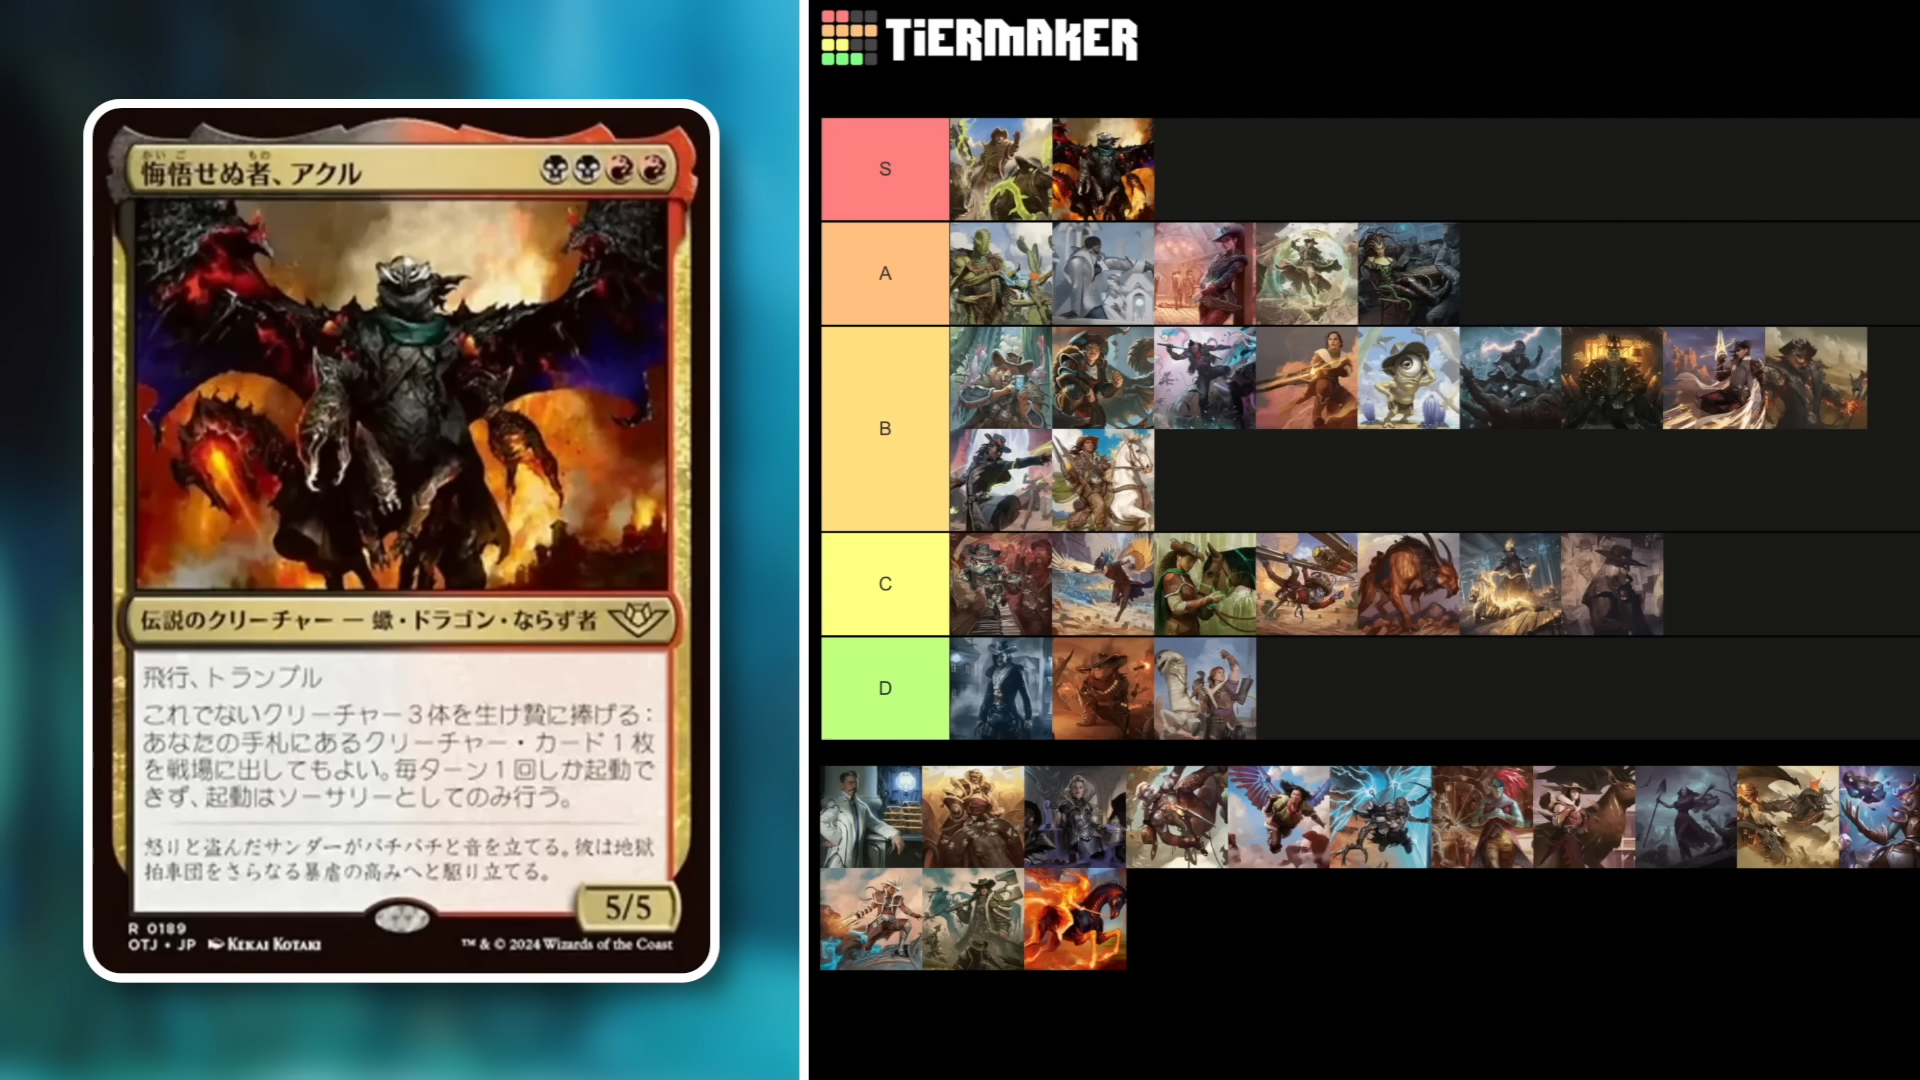 かいご もの
悔悟せぬ者、アクル
伝説のクリーチャー — 蠍・ドラゴン・ならず者
飛行、トランプル
これでないクリーチャー3体を生け贄に捧げる:
あなたの手札にあるクリーチャー・カード1枚
を戦場に出してもよい。毎ターン1回しか起動で
きず、起動はソーサリーとしてのみ行う。
怒りと盗んだサンダーがパチパチと音を立てる。彼は地獄
拍車団をさらなる暴虐の高みへと駆り立てる。
5/5
R 0189
OTJ • JP KEKAI KOTAKI
™ & © 2024 Wizards of the Coast
TiERMAKER
S
A
B
C
D